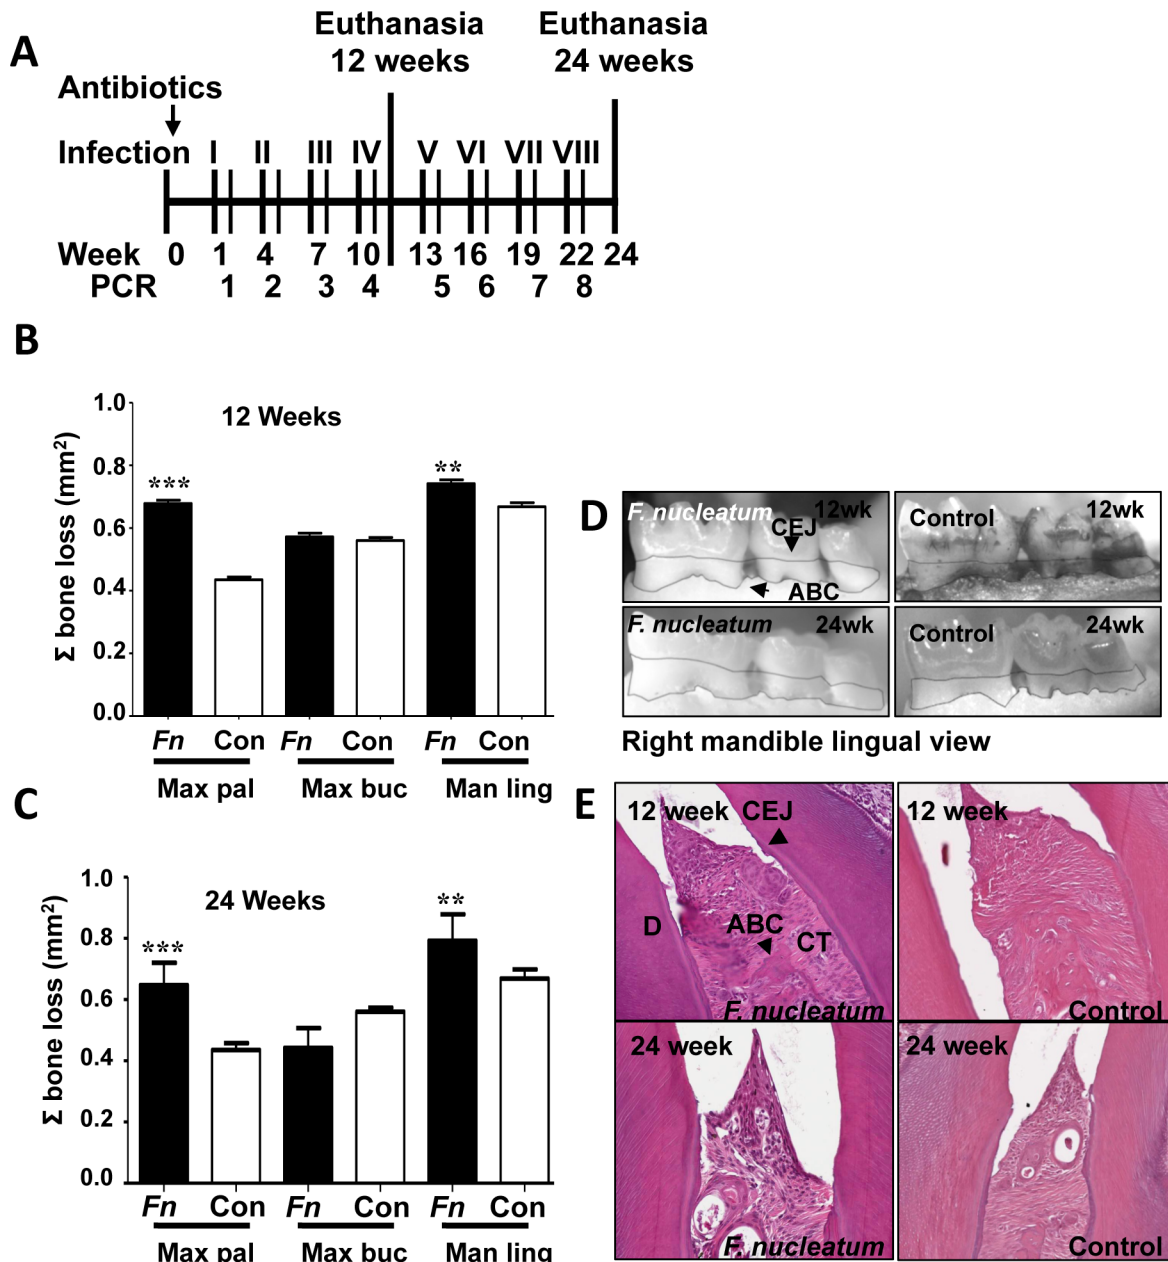 A
Euthanasia
12 weeks
Euthanasia
24 weeks
Antibiotics
Infection I II III IV V VI VII VIII
Week 0 1 4 7 10 13 16 19 22 24
PCR 1 2 3 4 5 6 7 8
B
12 Weeks
Σ bone loss (mm²)
1.0
0.8
0.6
0.4
0.2
0.0
***
**
Fn Con Fn Con Fn Con
Max pal Max buc Man ling
C
24 Weeks
Σ bone loss (mm²)
1.0
0.8
0.6
0.4
0.2
0.0
***
**
Fn Con Fn Con Fn Con
Max pal Max buc Man ling
D
F. nucleatum 12wk
CEJ
ABC
Control 12wk
F. nucleatum 24wk
Control 24wk
Right mandible lingual view
E
12 week CEJ
D ABC CT
F. nucleatum
12 week
Control
24 week
F. nucleatum
24 week
Control